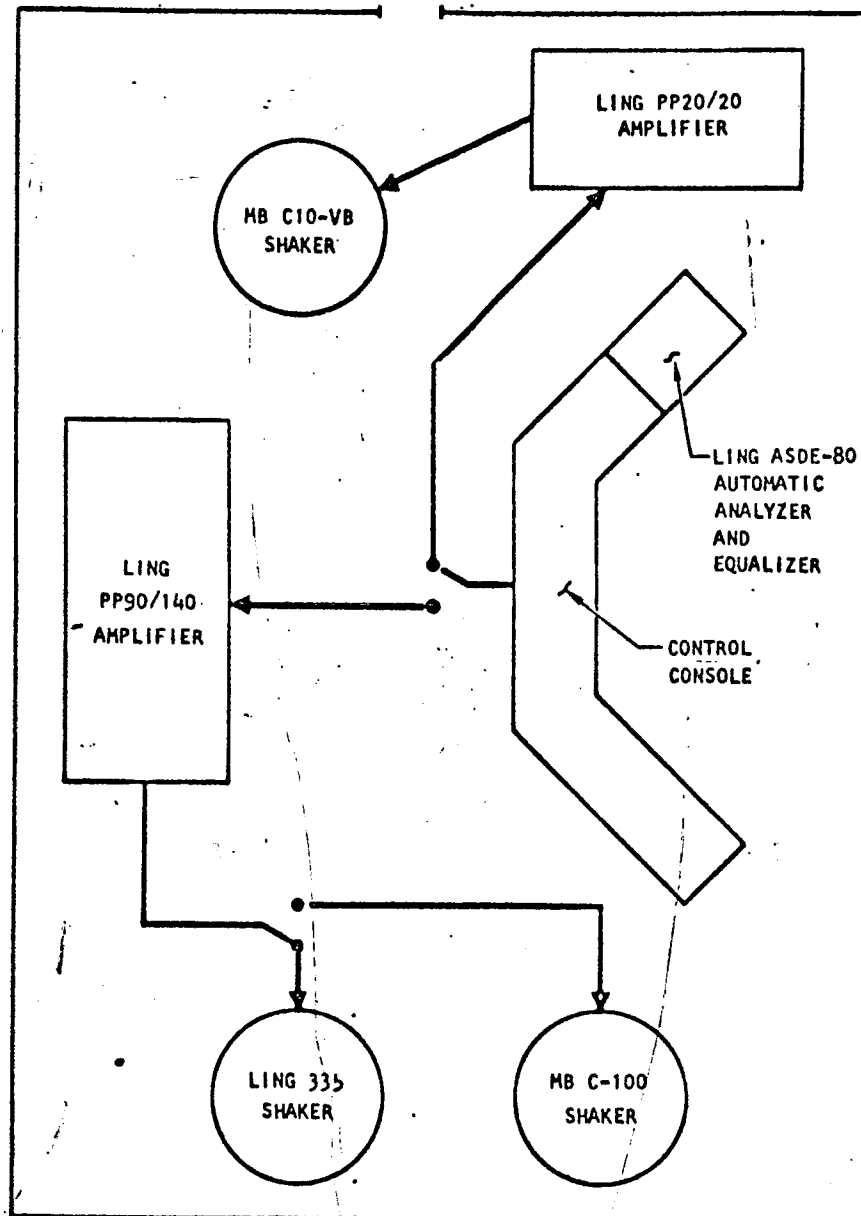 LING PP20/20
AMPLIFIER
MB C10-VB
SHAKER
LING ASDE-80
AUTOMATIC
ANALYZER
AND
EQUALIZER
LING
PP90/140
AMPLIFIER
CONTROL
CONSOLE
LING 335
SHAKER
MB C-100
SHAKER